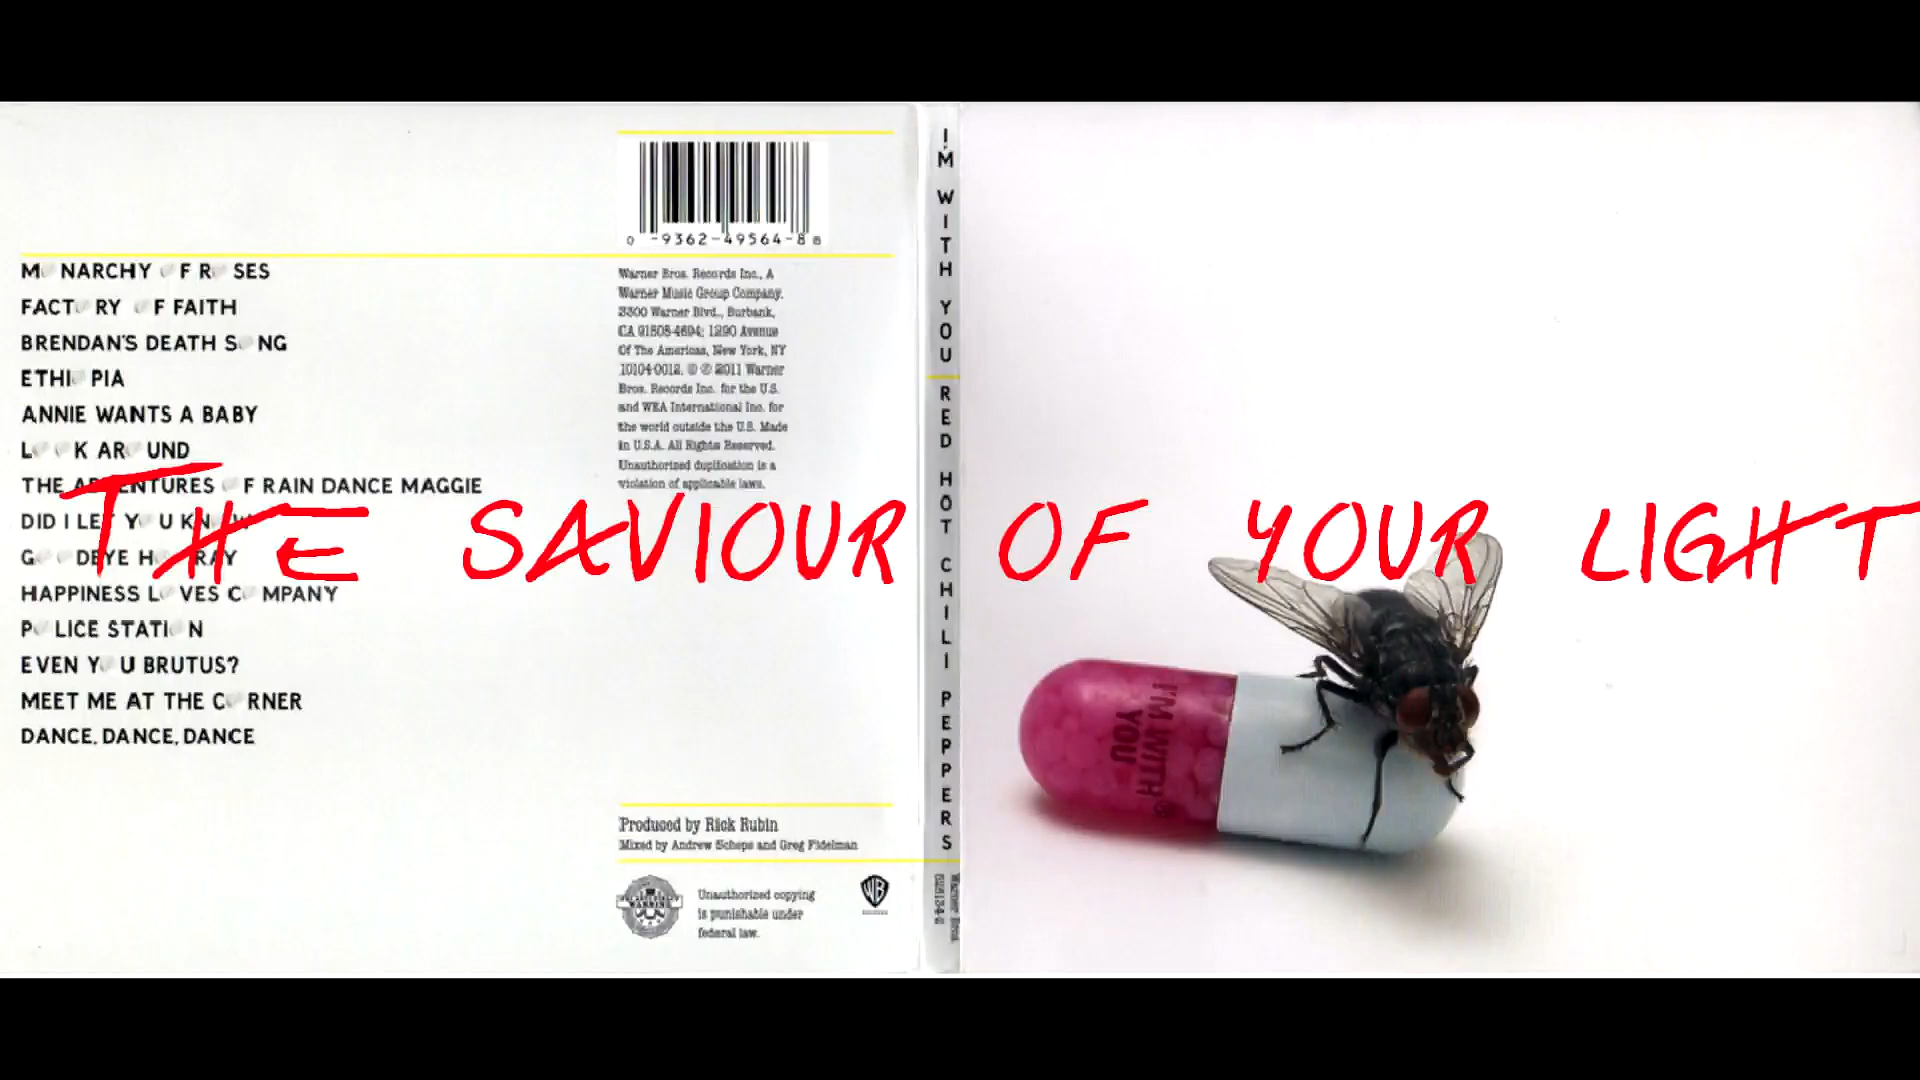 MONARCHY OF ROSES
FACTORY OF FAITH
BRENDAN'S DEATH SONG
ETHIOPIA
ANNIE WANTS A BABY
LOOK AROUND
THE ADVENTURES OF RAIN DANCE MAGGIE
DID I LET YOU KNOW
GOODBYE HOORAY
HAPPINESS LOVES COMPANY
POLICE STATION
EVEN YOU BRUTUS?
MEET ME AT THE CORNER
DANCE, DANCE, DANCE
0 -9362-49564-8 8
Warner Bros. Records Inc., A
Warner Music Group Company,
3300 Warner Blvd., Burbank,
CA 91505-4694; 1290 Avenue
Of The Americas, New York, NY
10104-0012. © ℗ 2011 Warner
Bros. Records Inc. for the U.S.
and WEA International Inc. for
the world outside the U.S. Made
in U.S.A. All Rights Reserved.
Unauthorized duplication is a
violation of applicable laws.
Produced by Rick Rubin
Mixed by Andrew Scheps and Greg Fidelman
Unauthorized copying
is punishable under
federal law.
WB
I'M WITH YOU RED HOT CHILI PEPPERS
THE SAVIOUR OF YOUR LIGHT
I'M WITH
YOU®